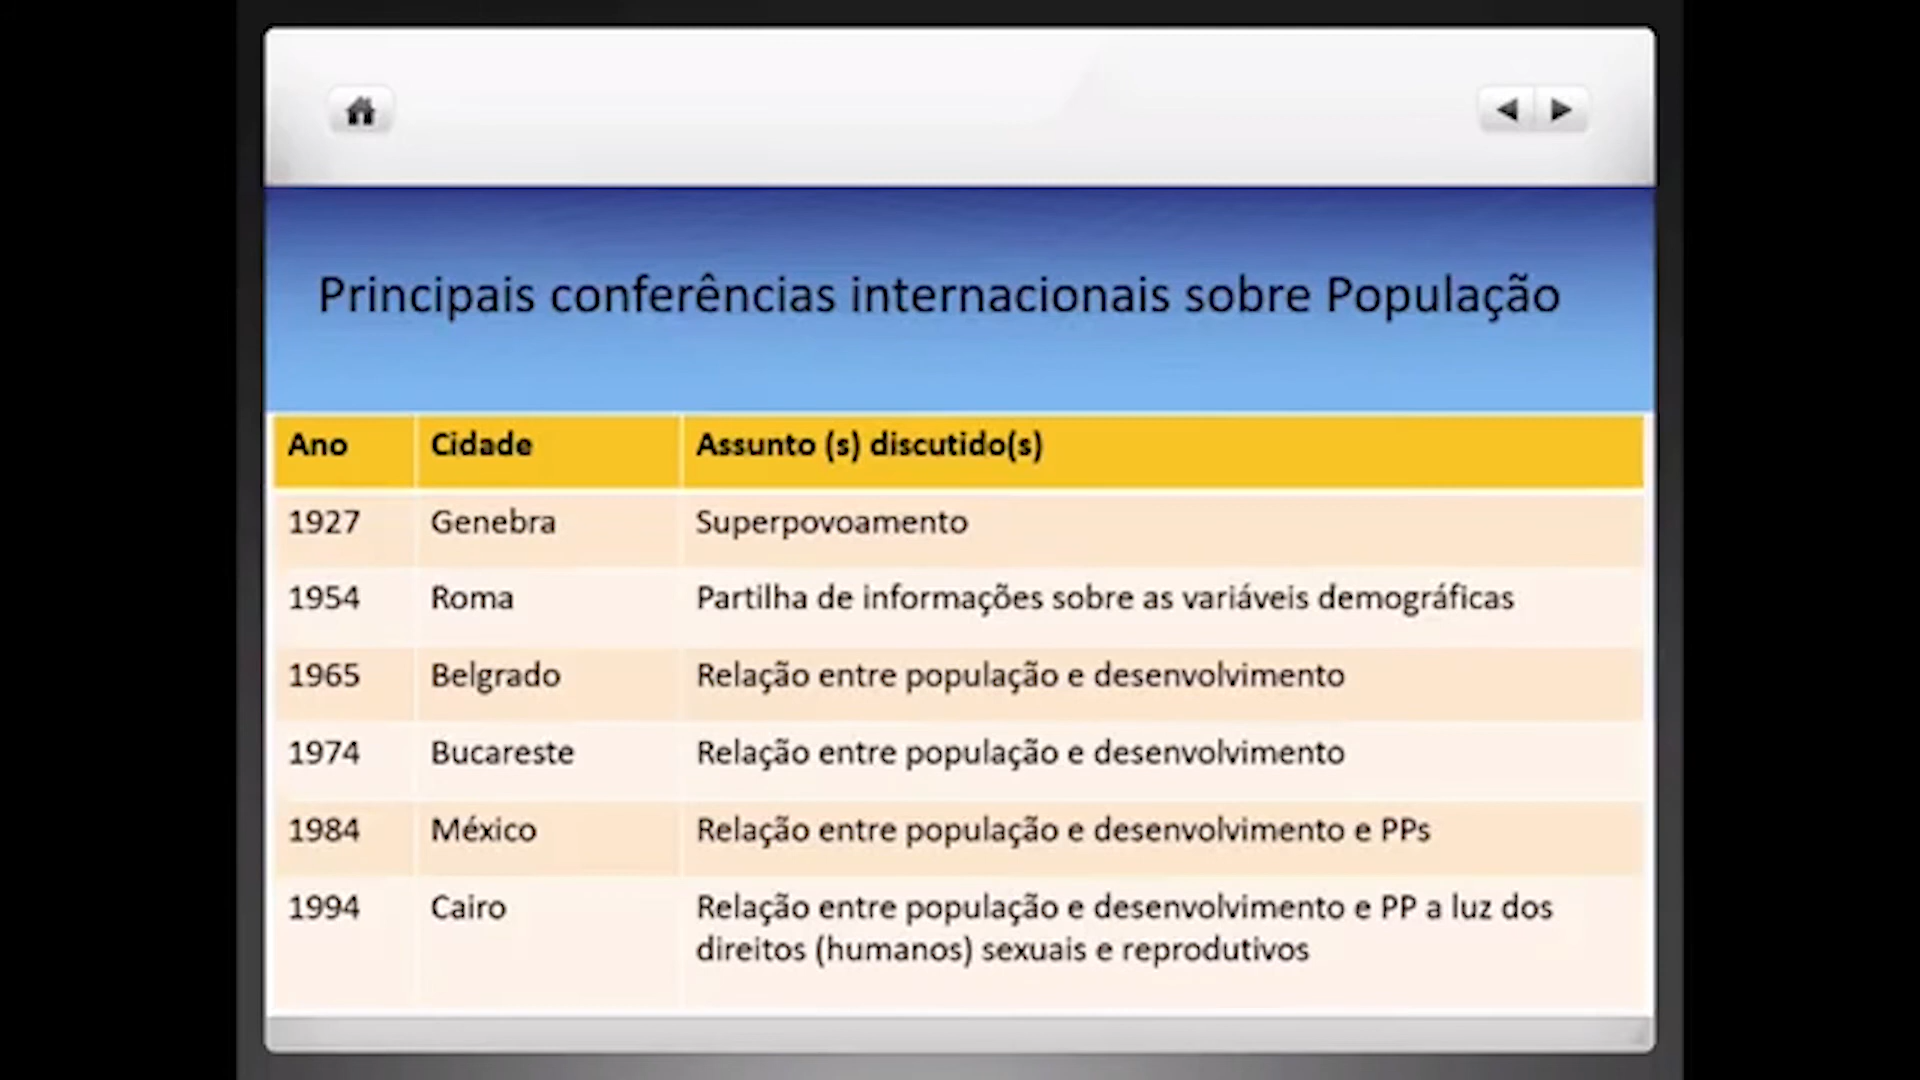 Principais conferências internacionais sobre População
Ano Cidade Assunto (s) discutido(s)
1927 Genebra Superpovoamento
1954 Roma Partilha de informações sobre as variáveis demográficas
1965 Belgrado Relação entre população e desenvolvimento
1974 Bucareste Relação entre população e desenvolvimento
1984 México Relação entre população e desenvolvimento e PPs
1994 Cairo Relação entre população e desenvolvimento e PP a luz dos
direitos (humanos) sexuais e reprodutivos